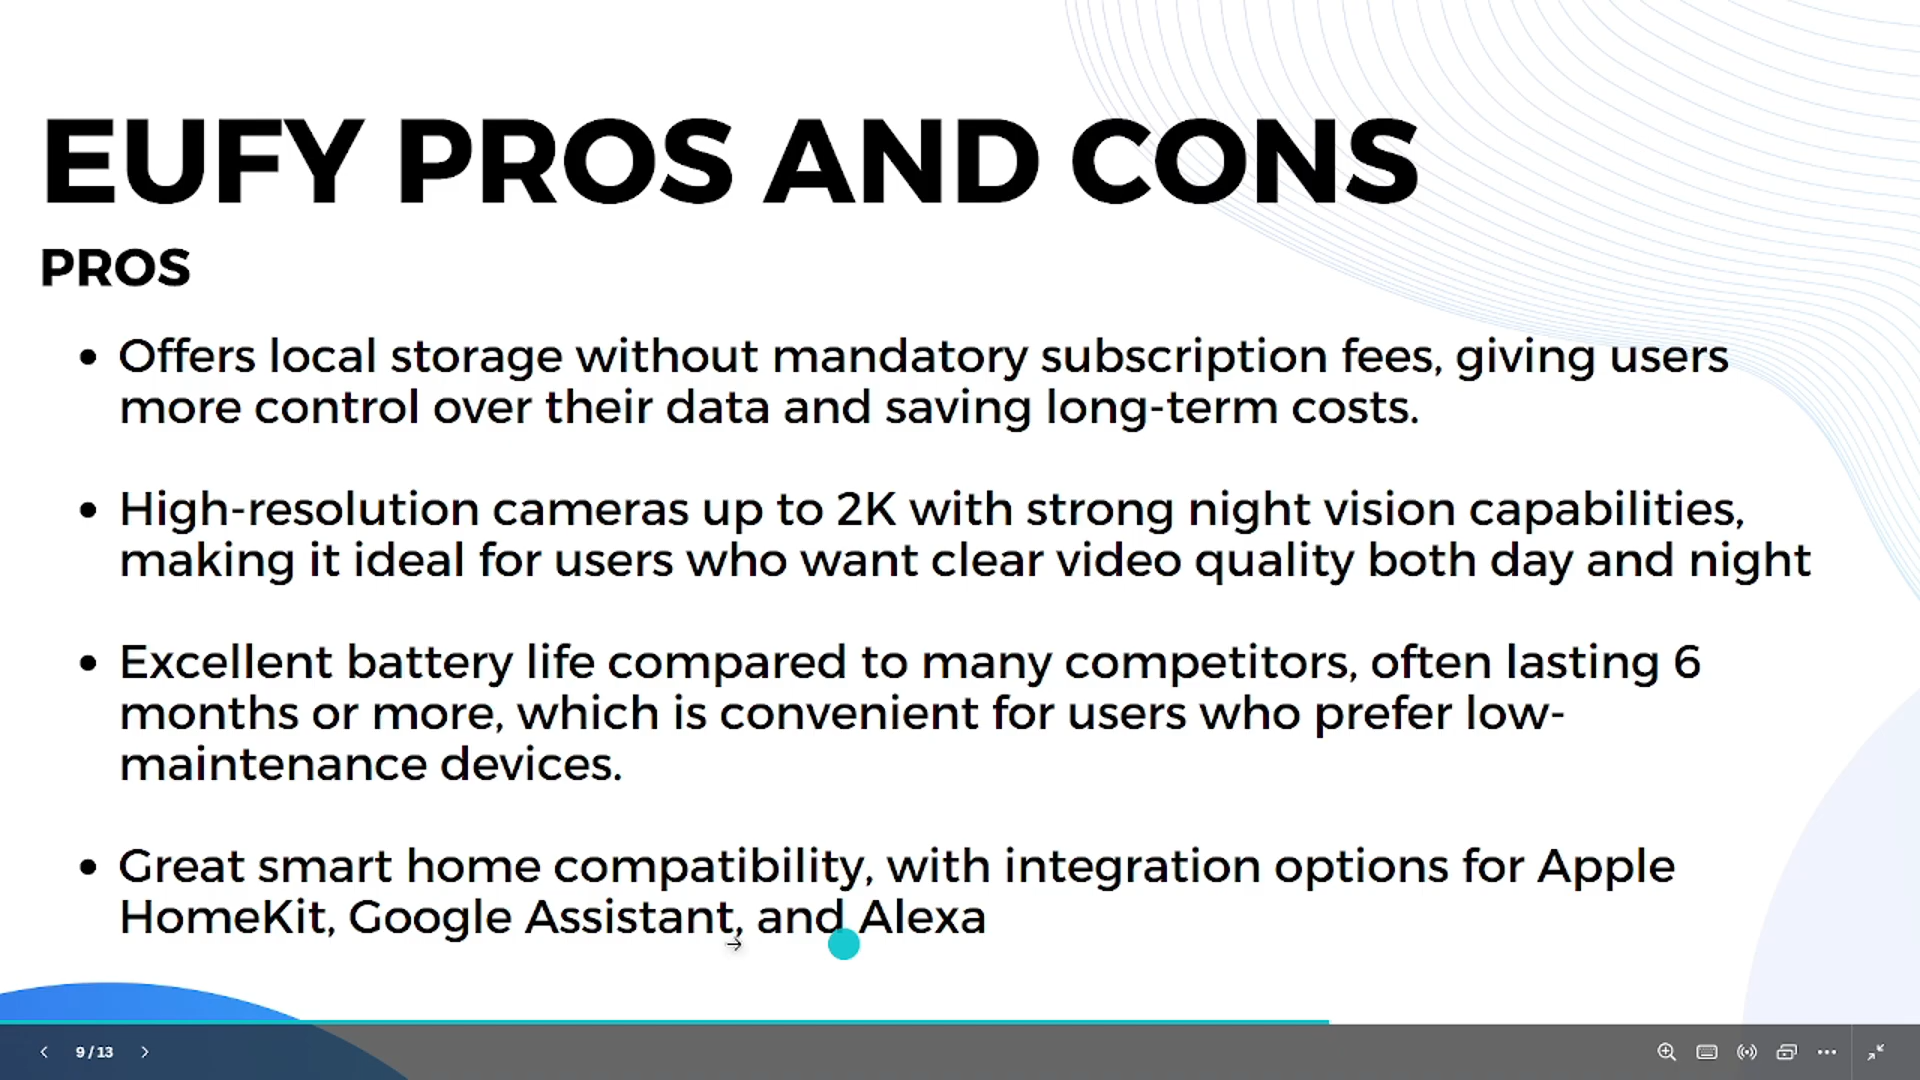 EUFY PROS AND CONS
PROS
• Offers local storage without mandatory subscription fees, giving users
more control over their data and saving long-term costs.
• High-resolution cameras up to 2K with strong night vision capabilities,
making it ideal for users who want clear video quality both day and night
• Excellent battery life compared to many competitors, often lasting 6
months or more, which is convenient for users who prefer low-
maintenance devices.
• Great smart home compatibility, with integration options for Apple
HomeKit, Google Assistant, and Alexa
9 / 13